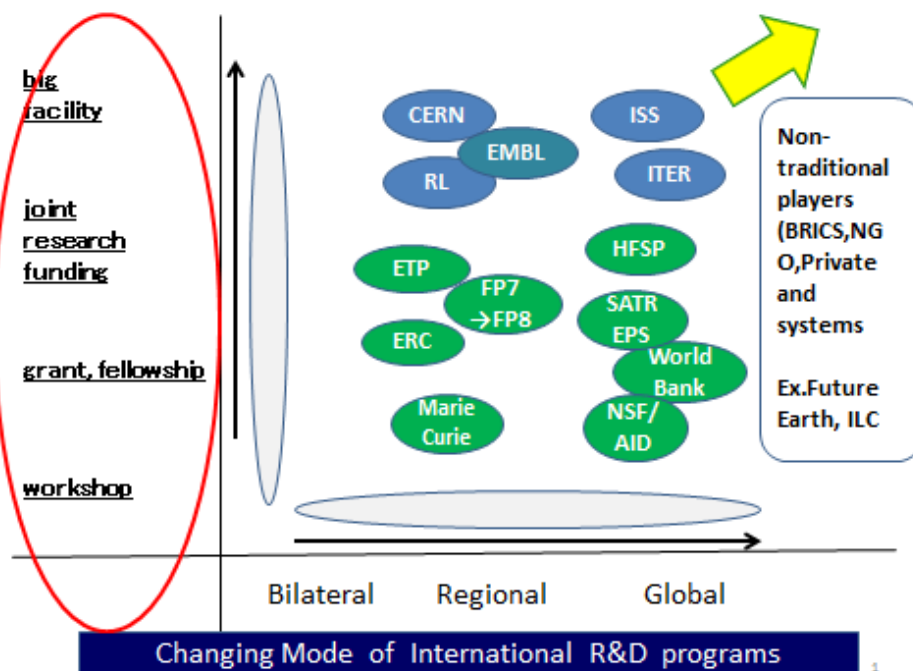 big
facility
joint
research
funding
grant, fellowship
workshop
CERN
EMBL
RL
ISS
ITER
ETP
FP7
→FP8
ERC
Marie
Curie
HFSP
SATR
EPS
World
Bank
NSF/
AID
Non-
traditional
players
(BRICS,NG
O,Private
and
systems
Ex.Future
Earth, ILC
Bilateral
Regional
Global
Changing Mode of International R&D programs
1